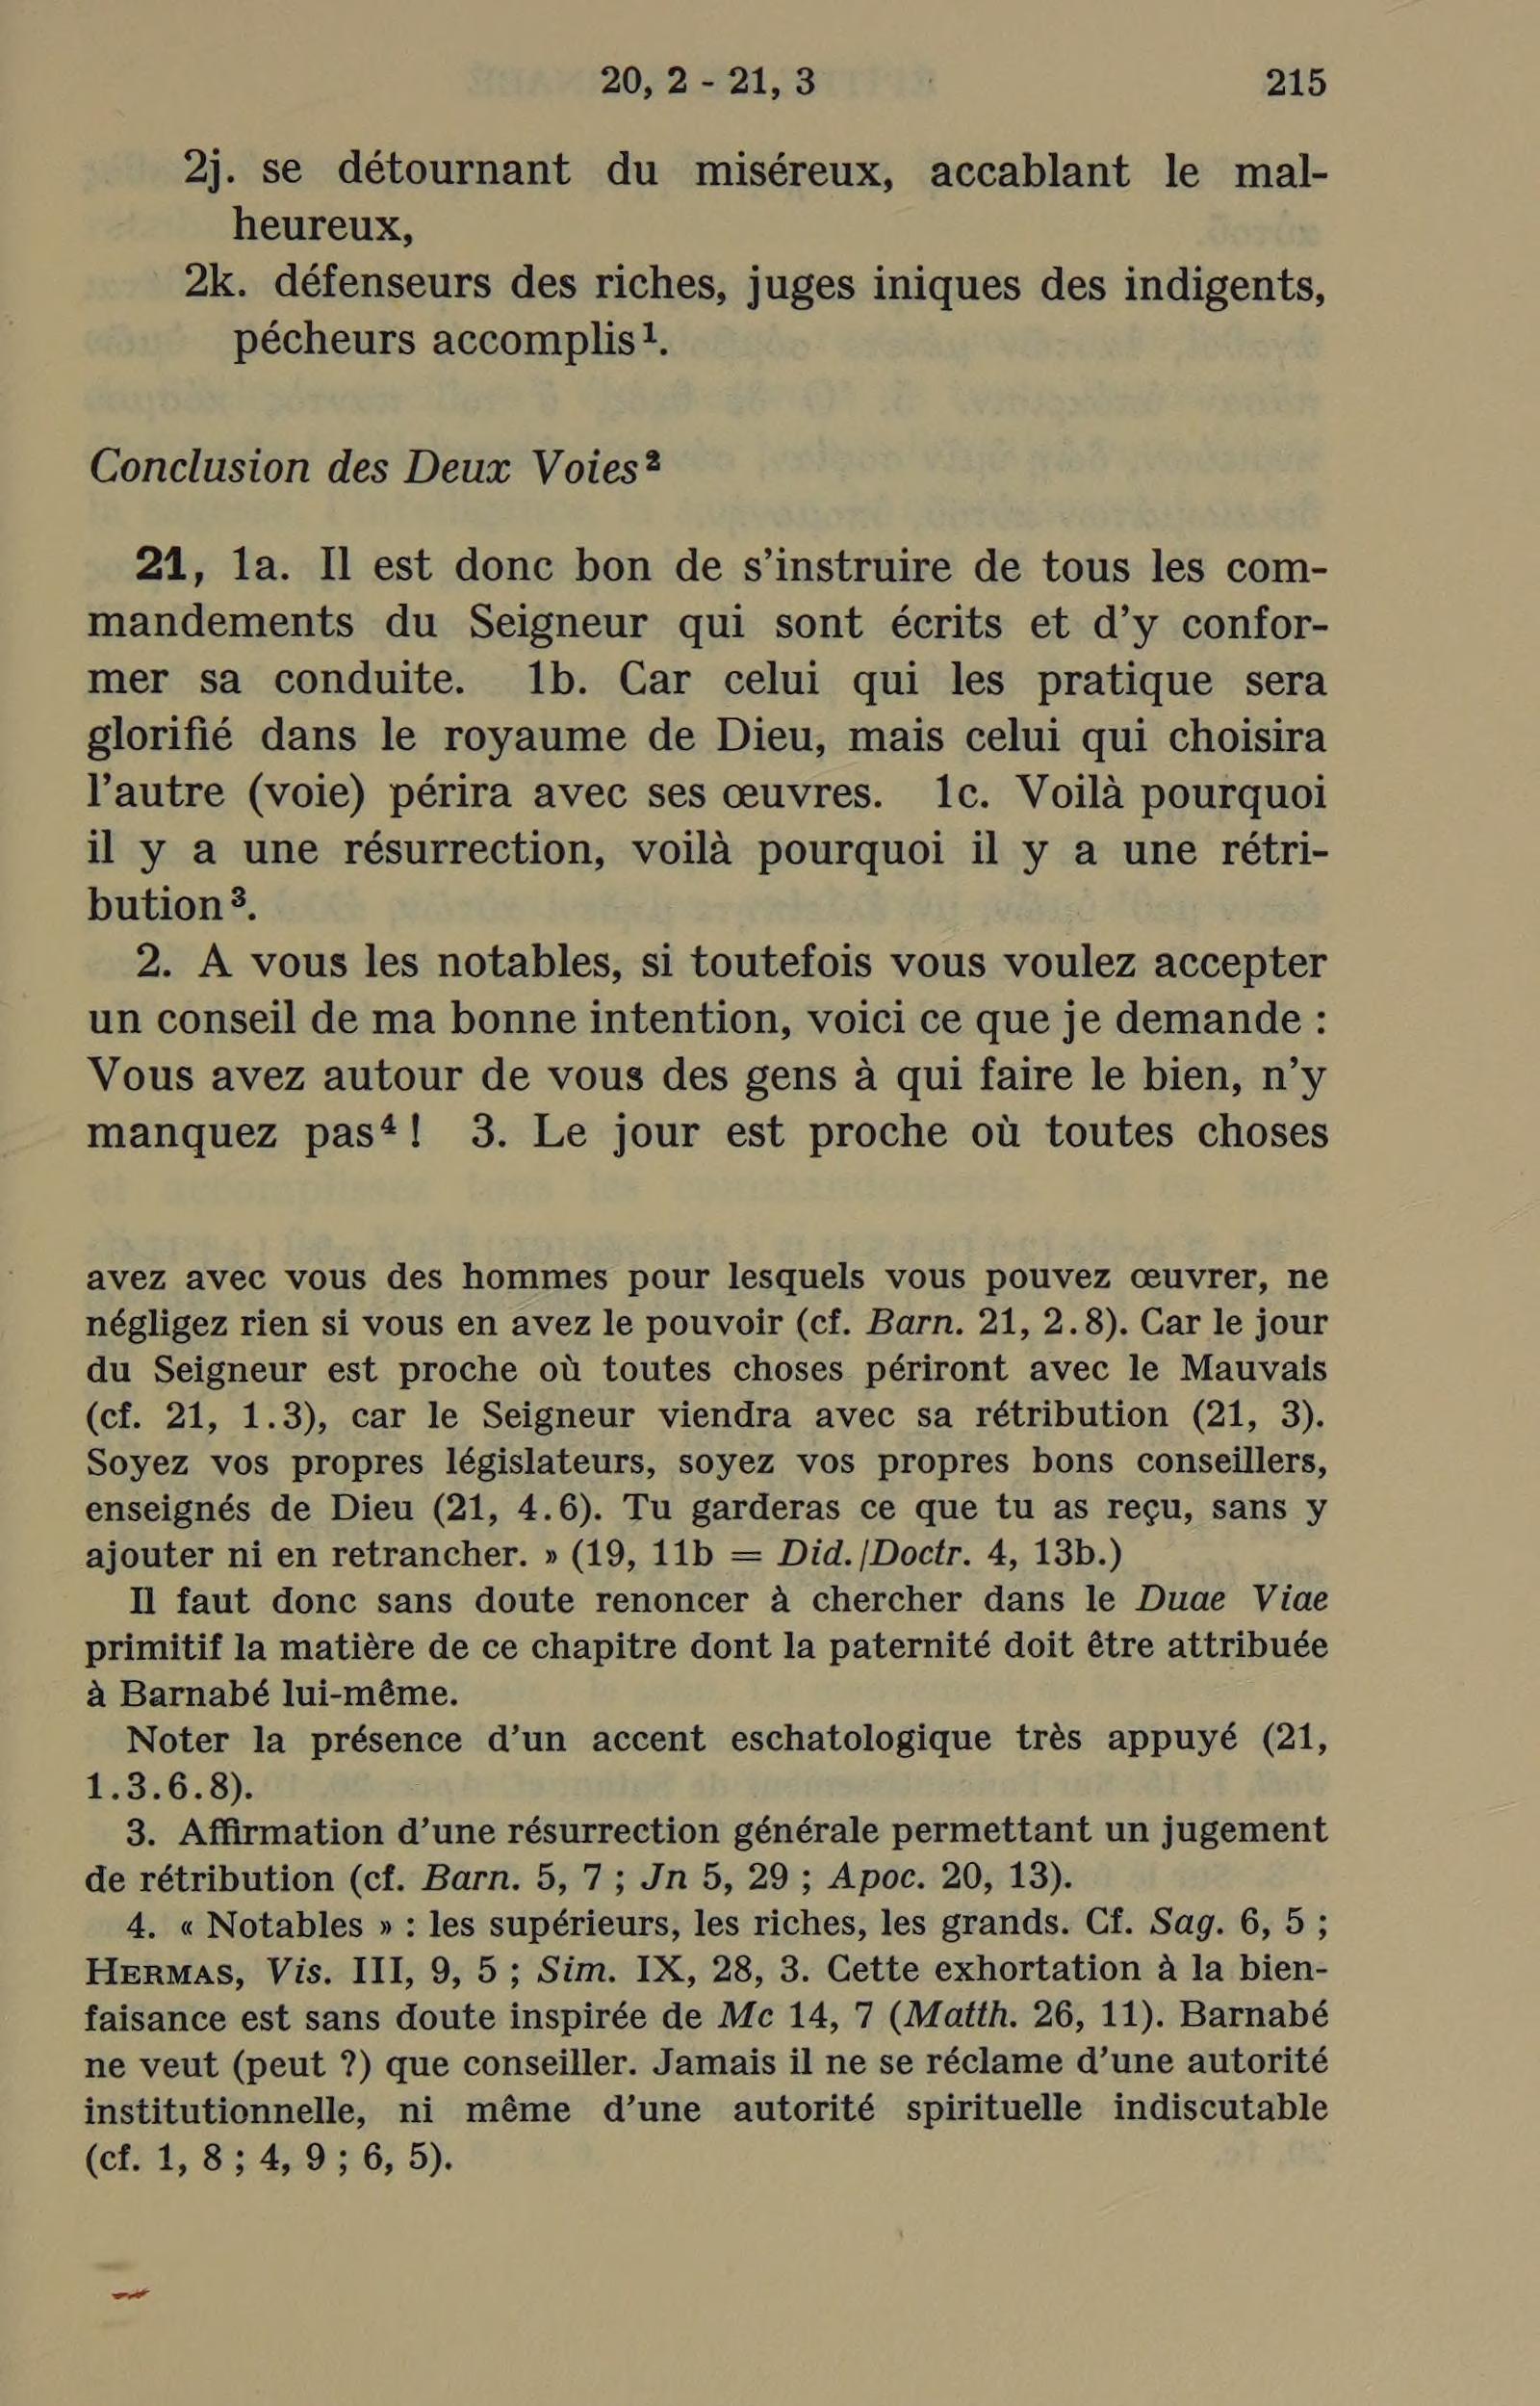 20, 2 - 21, 3 215
2j. se détournant du miséreux, accablant le mal-
heureux,
2k. défenseurs des riches, juges iniques des indigents,
pécheurs accomplis¹.
Conclusion des Deux Voies²
21, 1a. Il est donc bon de s’instruire de tous les com-
mandements du Seigneur qui sont écrits et d’y confor-
mer sa conduite. 1b. Car celui qui les pratique sera
glorifié dans le royaume de Dieu, mais celui qui choisira
l’autre (voie) périra avec ses œuvres. 1c. Voilà pourquoi
il y a une résurrection, voilà pourquoi il y a une rétri-
bution³.
2. A vous les notables, si toutefois vous voulez accepter
un conseil de ma bonne intention, voici ce que je demande :
Vous avez autour de vous des gens à qui faire le bien, n’y
manquez pas⁴ ! 3. Le jour est proche où toutes choses
avez avec vous des hommes pour lesquels vous pouvez œuvrer, ne
négligez rien si vous en avez le pouvoir (cf. Barn. 21, 2.8). Car le jour
du Seigneur est proche où toutes choses périront avec le Mauvais
(cf. 21, 1.3), car le Seigneur viendra avec sa rétribution (21, 3).
Soyez vos propres législateurs, soyez vos propres bons conseillers,
enseignés de Dieu (21, 4.6). Tu garderas ce que tu as reçu, sans y
ajouter ni en retrancher. » (19, 11b = Did./Doctr. 4, 13b.)
Il faut donc sans doute renoncer à chercher dans le Duae Viae
primitif la matière de ce chapitre dont la paternité doit être attribuée
à Barnabé lui-même.
Noter la présence d’un accent eschatologique très appuyé (21,
1.3.6.8).
3. Affirmation d’une résurrection générale permettant un jugement
de rétribution (cf. Barn. 5, 7 ; Jn 5, 29 ; Apoc. 20, 13).
4. « Notables » : les supérieurs, les riches, les grands. Cf. Sag. 6, 5 ;
HERMAS, Vis. III, 9, 5 ; Sim. IX, 28, 3. Cette exhortation à la bien-
faisance est sans doute inspirée de Mc 14, 7 (Matth. 26, 11). Barnabé
ne veut (peut ?) que conseiller. Jamais il ne se réclame d’une autorité
institutionnelle, ni même d’une autorité spirituelle indiscutable
(cf. 1, 8 ; 4, 9 ; 6, 5).